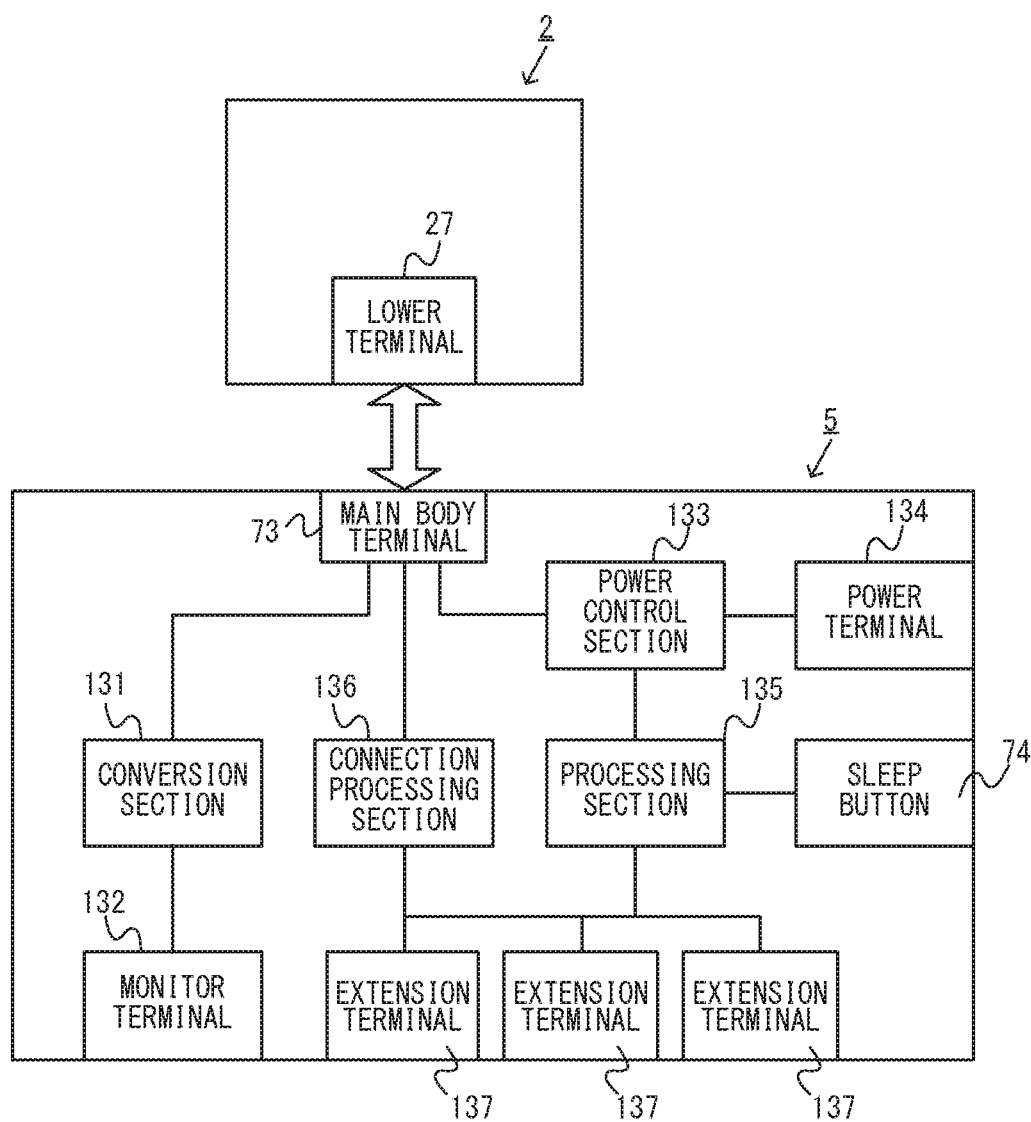 2
27
LOWER
TERMINAL
5
MAIN BODY
TERMINAL
73
133
134
POWER
CONTROL
SECTION
POWER
TERMINAL
131
136
135
74
CONVERSION
SECTION
CONNECTION
PROCESSING
SECTION
PROCESSING
SECTION
SLEEP
BUTTON
132
MONITOR
TERMINAL
EXTENSION
TERMINAL
EXTENSION
TERMINAL
EXTENSION
TERMINAL
137
137
137